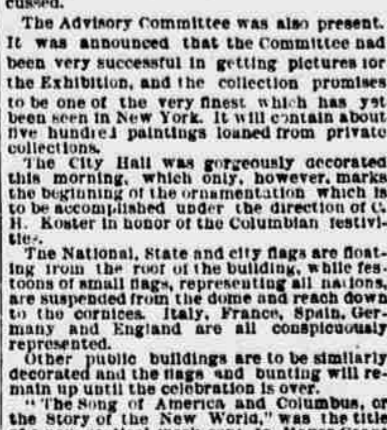 cussed.
The Advisory Committee was also present.
It was announced that the Committee had
been very successful in getting pictures for
the Exhibition, and the collection promises
to be one of the very finest which has yet
been seen in New York. It will contain about
five hundred paintings loaned from private
collections.
The City Hall was gorgeously decorated
this morning, which only, however, marks
the beginning of the ornamentation which is
to be accomplished under the direction of C.
H. Koster in honor of the Columbian festivi-
ties.
The National, State and city flags are float-
ing from the roof of the building, while fes-
toons of small flags, representing all nations,
are suspended from the dome and reach down
to the cornices. Italy, France, Spain, Ger-
many and England are all conspicuously
represented.
Other public buildings are to be similarly
decorated and the flags and bunting will re-
main up until the celebration is over.
"The Song of America and Columbus, or
the Story of the New World," was the title